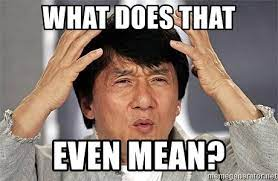 WHAT DOES THAT
EVEN MEAN?
memegenerator.net